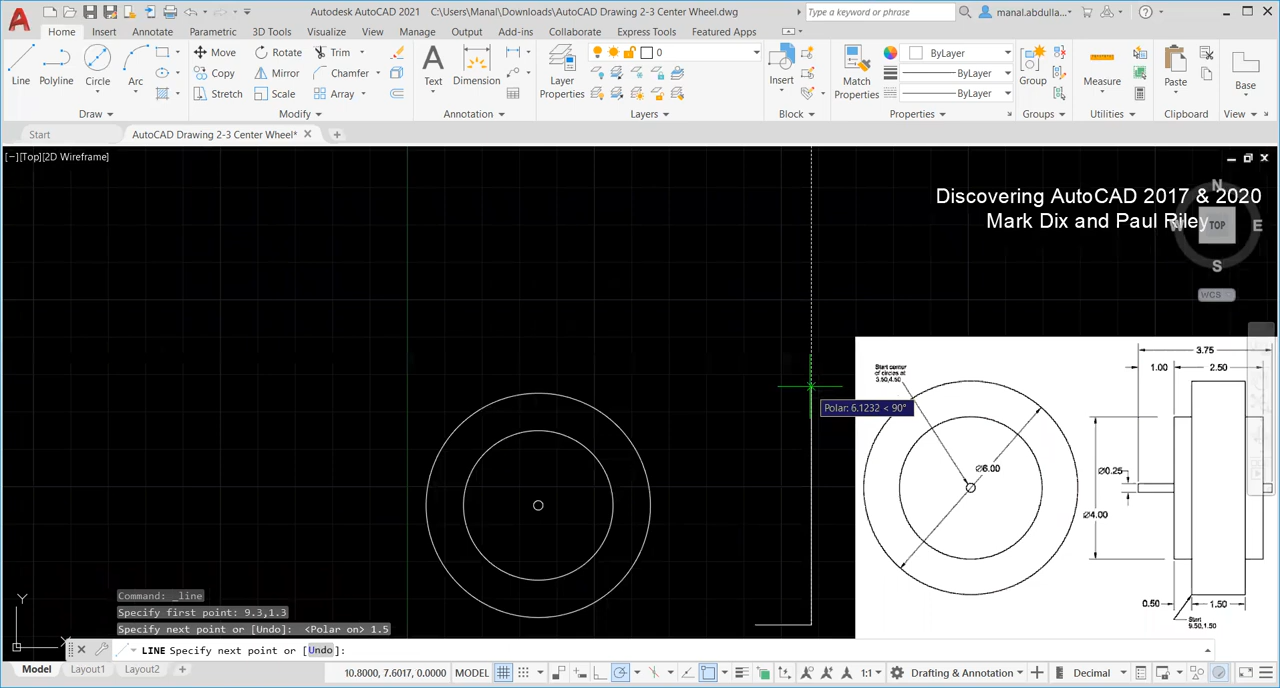 Autodesk AutoCAD 2021 C:\Users\Manal\Downloads\AutoCAD Drawing 2-3 Center Wheel.dwg
Type a keyword or phrase
manal.abdulla...
Home Insert Annotate Parametric 3D Tools Visualize View Manage Output Add-ins Collaborate Express Tools Featured Apps
Line Polyline Circle Arc
Move Rotate Trim
Copy Mirror Chamfer
Stretch Scale Array
Text Dimension
Layer Properties
0
Insert
Match Properties
ByLayer
ByLayer
ByLayer
Group
Measure
Paste
Base
Draw Modify Annotation Layers Block Properties Groups Utilities Clipboard View
Start AutoCAD Drawing 2-3 Center Wheel*
[−][Top][2D Wireframe]
Discovering AutoCAD 2017 & 2020
Mark Dix and Paul Riley
N
W TOP E
S
WCS
Polar: 6.1232 < 90°
Start center
of circles at
3.50,4.50
3.75
1.00 2.50
Ø6.00
Ø0.25
Ø4.00
0.50 1.50
Start
9.50,1.50
Y
X
Command: _line
Specify first point: 9.3,1.3
Specify next point or [Undo]: <Polar on> 1.5
LINE Specify next point or [Undo]:
Model Layout1 Layout2
10.8000, 7.6017, 0.0000 MODEL 1:1 Drafting & Annotation Decimal